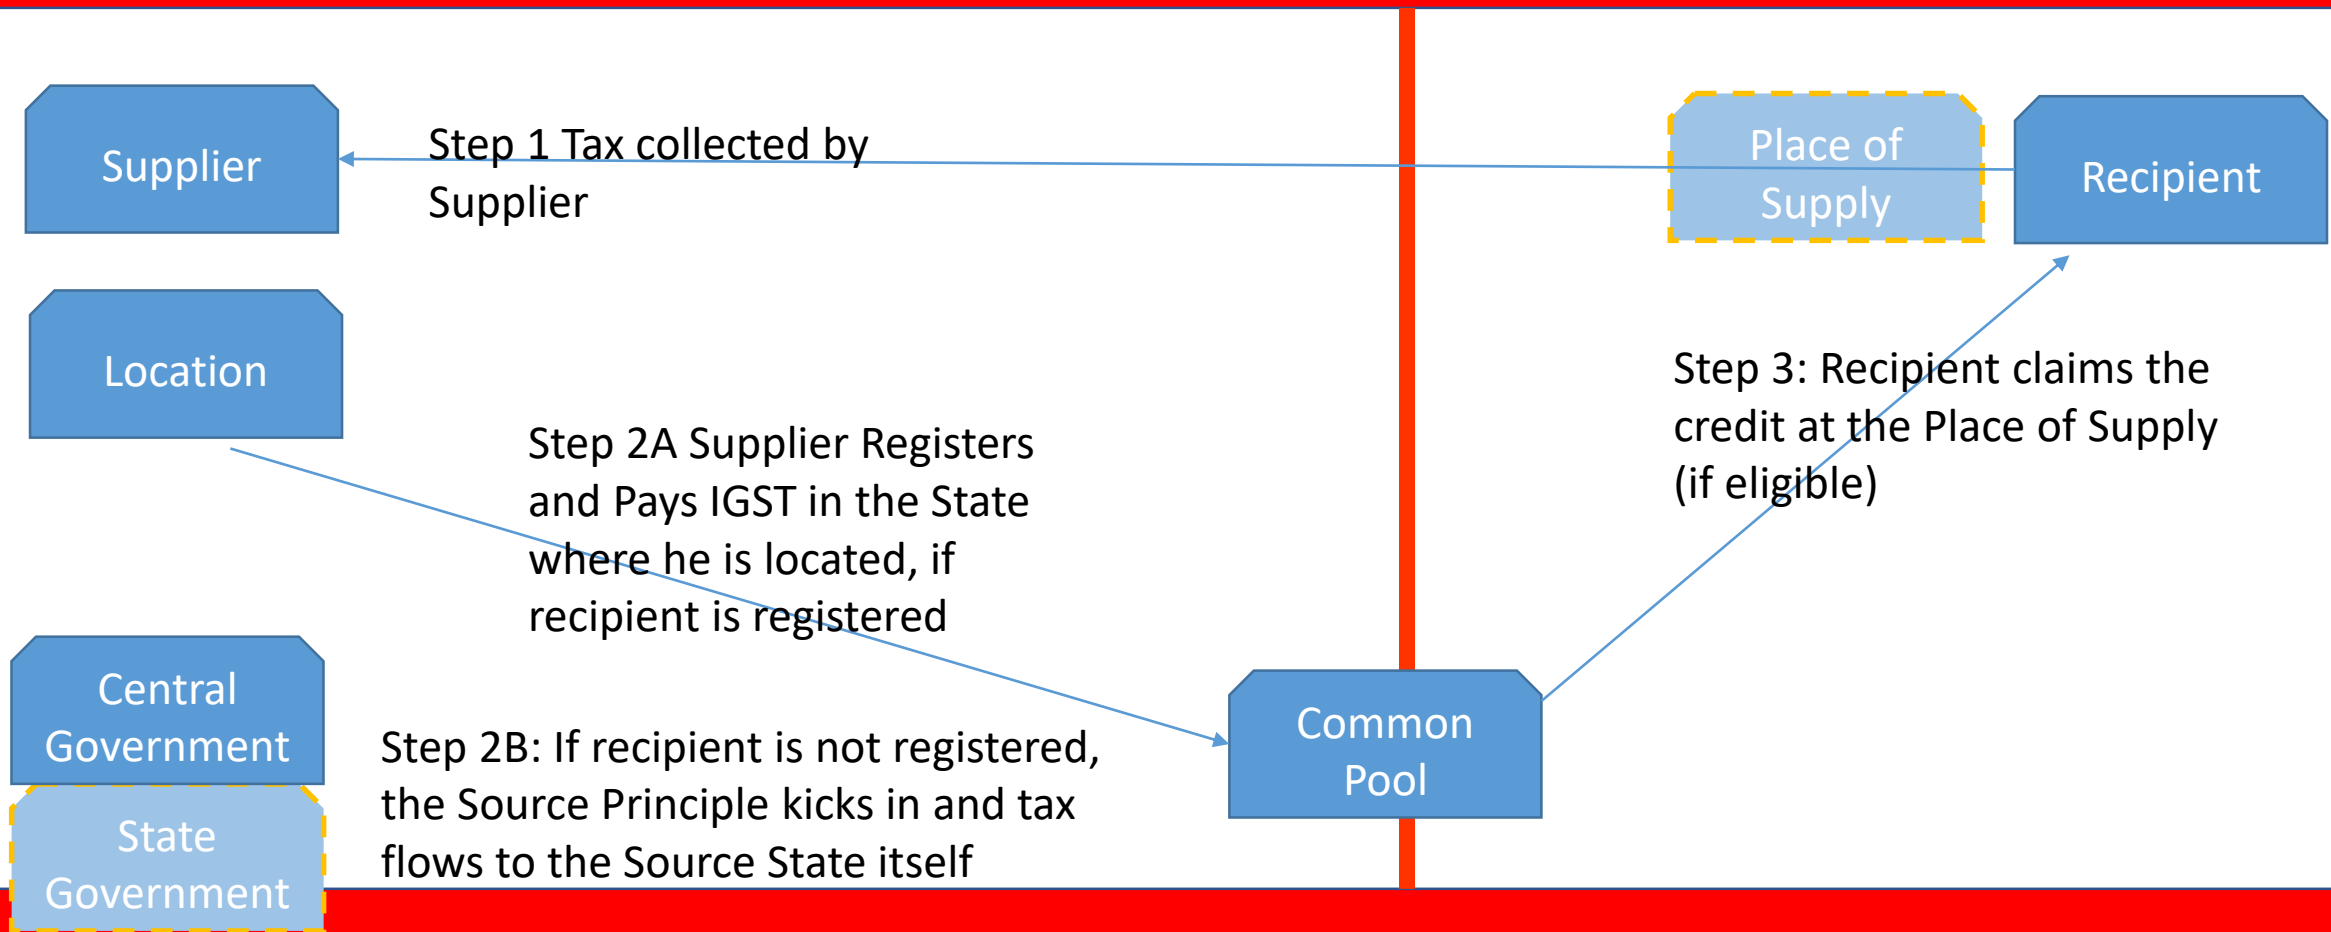 Supplier
Step 1 Tax collected by
Supplier
Place of
Supply
Recipient
Location
Step 2A Supplier Registers
and Pays IGST in the State
where he is located, if
recipient is registered
Step 3: Recipient claims the
credit at the Place of Supply
(if eligible)
Central
Government
State
Government
Step 2B: If recipient is not registered,
the Source Principle kicks in and tax
flows to the Source State itself
Common
Pool